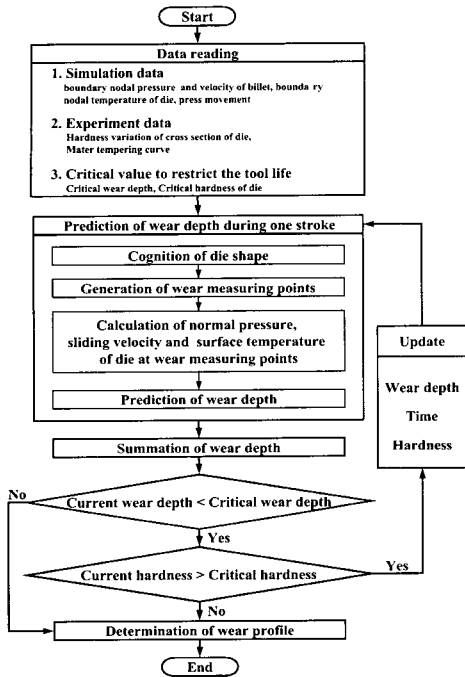 Start
Data reading
1. Simulation data
boundary nodal pressure and velocity of billet, bounda ry
nodal temperature of die, press movement
2. Experiment data
Hardness variation of cross section of die,
Mater tempering curve
3. Critical value to restrict the tool life
Critical wear depth, Critical hardness of die
Prediction of wear depth during one stroke
Cognition of die shape
Generation of wear measuring points
Calculation of normal pressure,
sliding velocity and surface temperature
of die at wear measuring points
Prediction of wear depth
Update
Wear depth
Time
Hardness
Summation of wear depth
No
Current wear depth < Critical wear depth
Yes
Current hardness > Critical hardness
Yes
No
Determination of wear profile
End